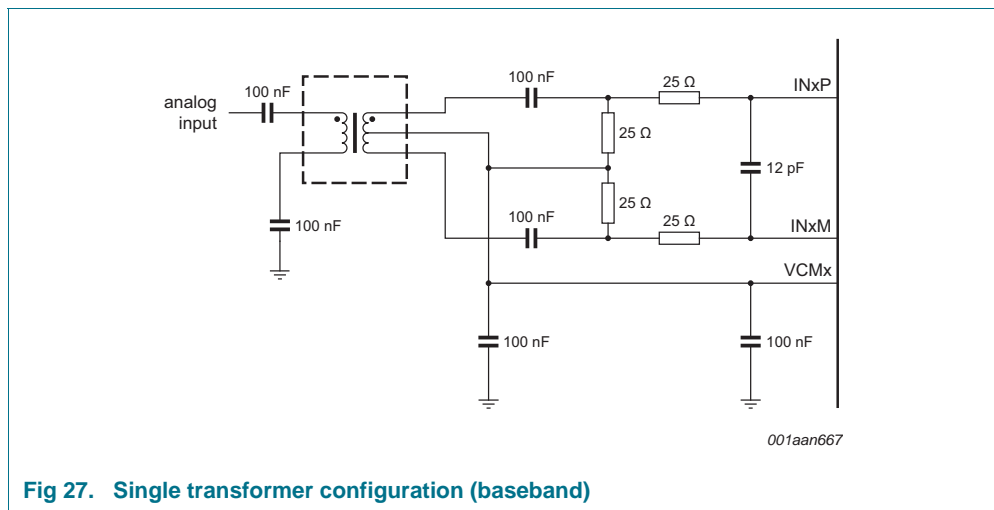 100 nF
analog
input
100 nF
100 nF
25 Ω
INxP
25 Ω
12 pF
25 Ω
100 nF
25 Ω
INxM
VCMx
100 nF
100 nF
001aan667
Fig 27. Single transformer configuration (baseband)